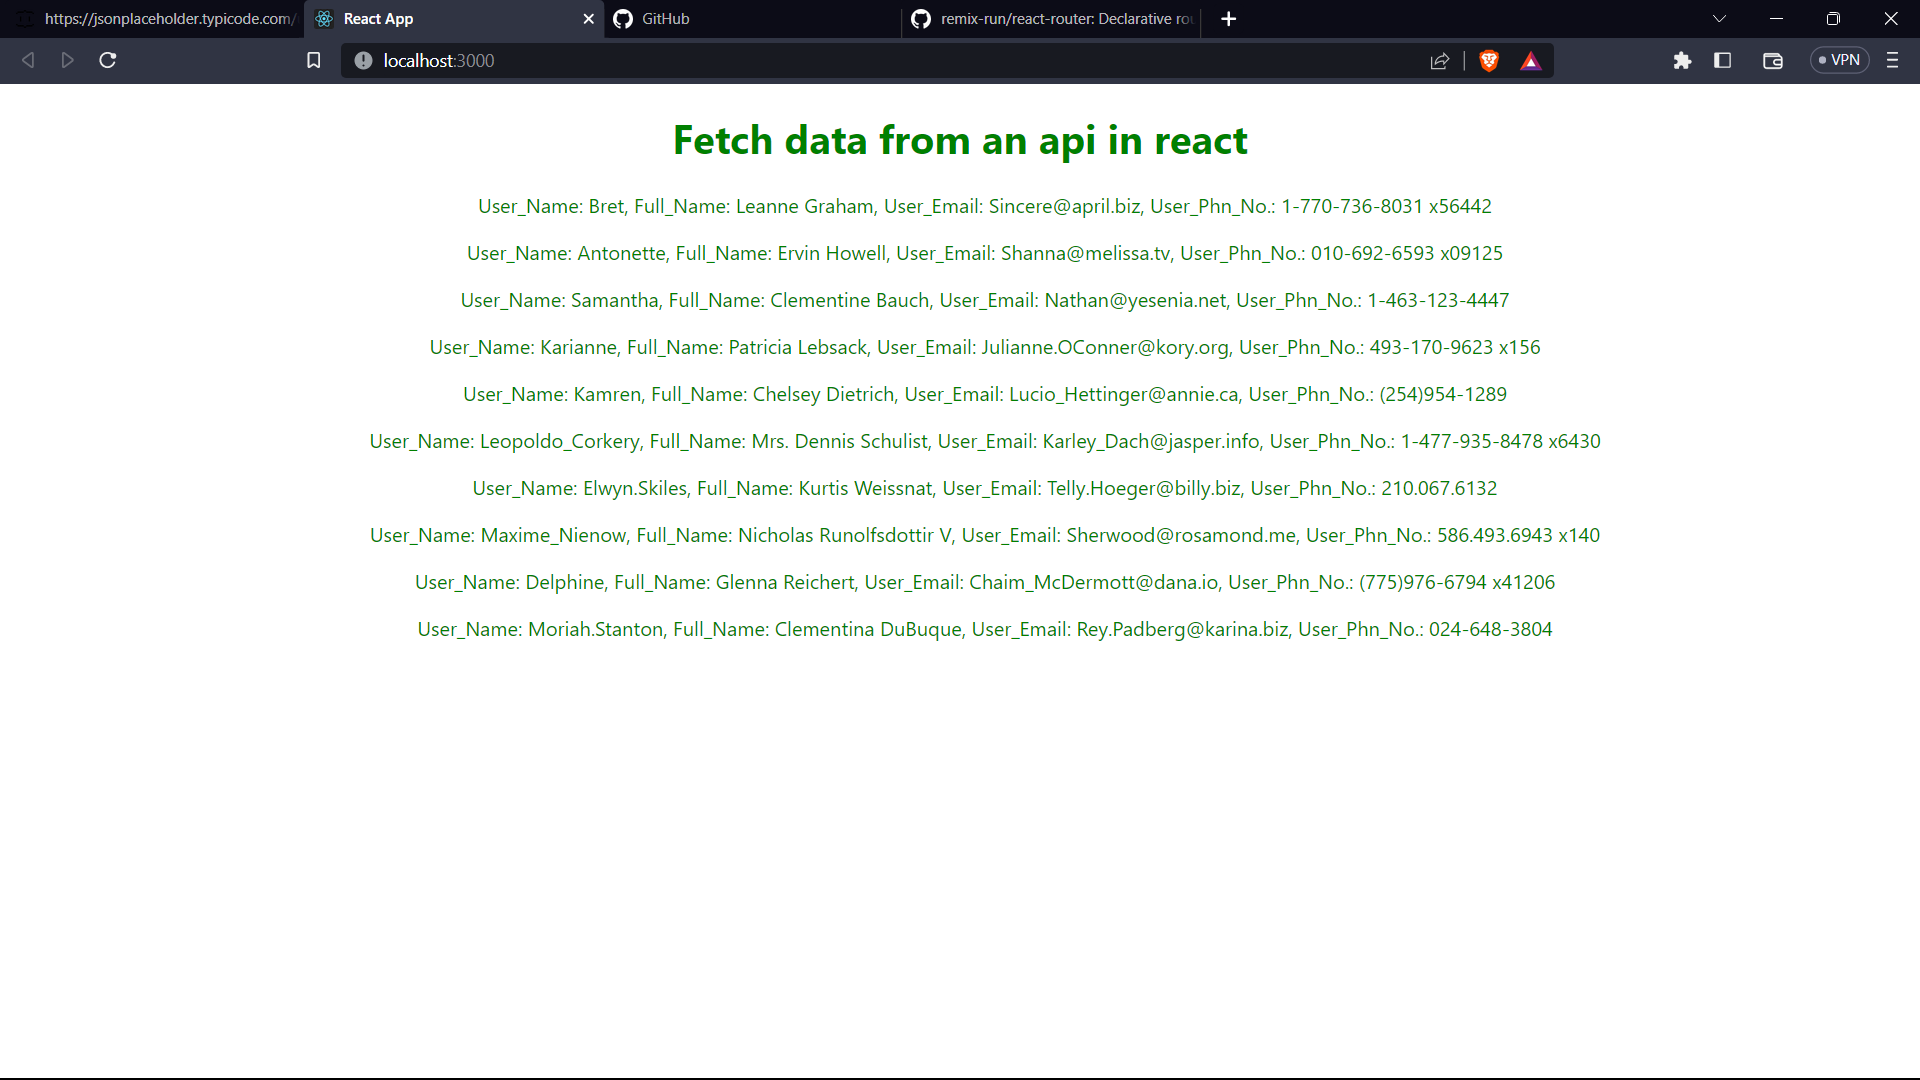 https://jsonplaceholder.typicode.com/
React App
GitHub
remix-run/react-router: Declarative rou
localhost:3000
VPN
Fetch data from an api in react
User_Name: Bret, Full_Name: Leanne Graham, User_Email: Sincere@april.biz, User_Phn_No.: 1-770-736-8031 x56442
User_Name: Antonette, Full_Name: Ervin Howell, User_Email: Shanna@melissa.tv, User_Phn_No.: 010-692-6593 x09125
User_Name: Samantha, Full_Name: Clementine Bauch, User_Email: Nathan@yesenia.net, User_Phn_No.: 1-463-123-4447
User_Name: Karianne, Full_Name: Patricia Lebsack, User_Email: Julianne.OConner@kory.org, User_Phn_No.: 493-170-9623 x156
User_Name: Kamren, Full_Name: Chelsey Dietrich, User_Email: Lucio_Hettinger@annie.ca, User_Phn_No.: (254)954-1289
User_Name: Leopoldo_Corkery, Full_Name: Mrs. Dennis Schulist, User_Email: Karley_Dach@jasper.info, User_Phn_No.: 1-477-935-8478 x6430
User_Name: Elwyn.Skiles, Full_Name: Kurtis Weissnat, User_Email: Telly.Hoeger@billy.biz, User_Phn_No.: 210.067.6132
User_Name: Maxime_Nienow, Full_Name: Nicholas Runolfsdottir V, User_Email: Sherwood@rosamond.me, User_Phn_No.: 586.493.6943 x140
User_Name: Delphine, Full_Name: Glenna Reichert, User_Email: Chaim_McDermott@dana.io, User_Phn_No.: (775)976-6794 x41206
User_Name: Moriah.Stanton, Full_Name: Clementina DuBuque, User_Email: Rey.Padberg@karina.biz, User_Phn_No.: 024-648-3804